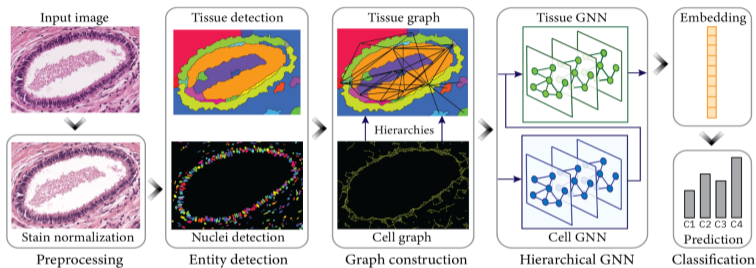 Input image
Stain normalization
Preprocessing
Tissue detection
Nuclei detection
Entity detection
Tissue graph
Hierarchies
Cell graph
Graph construction
Tissue GNN
Cell GNN
Hierarchical GNN
Embedding
C1 C2 C3 C4
Prediction
Classification